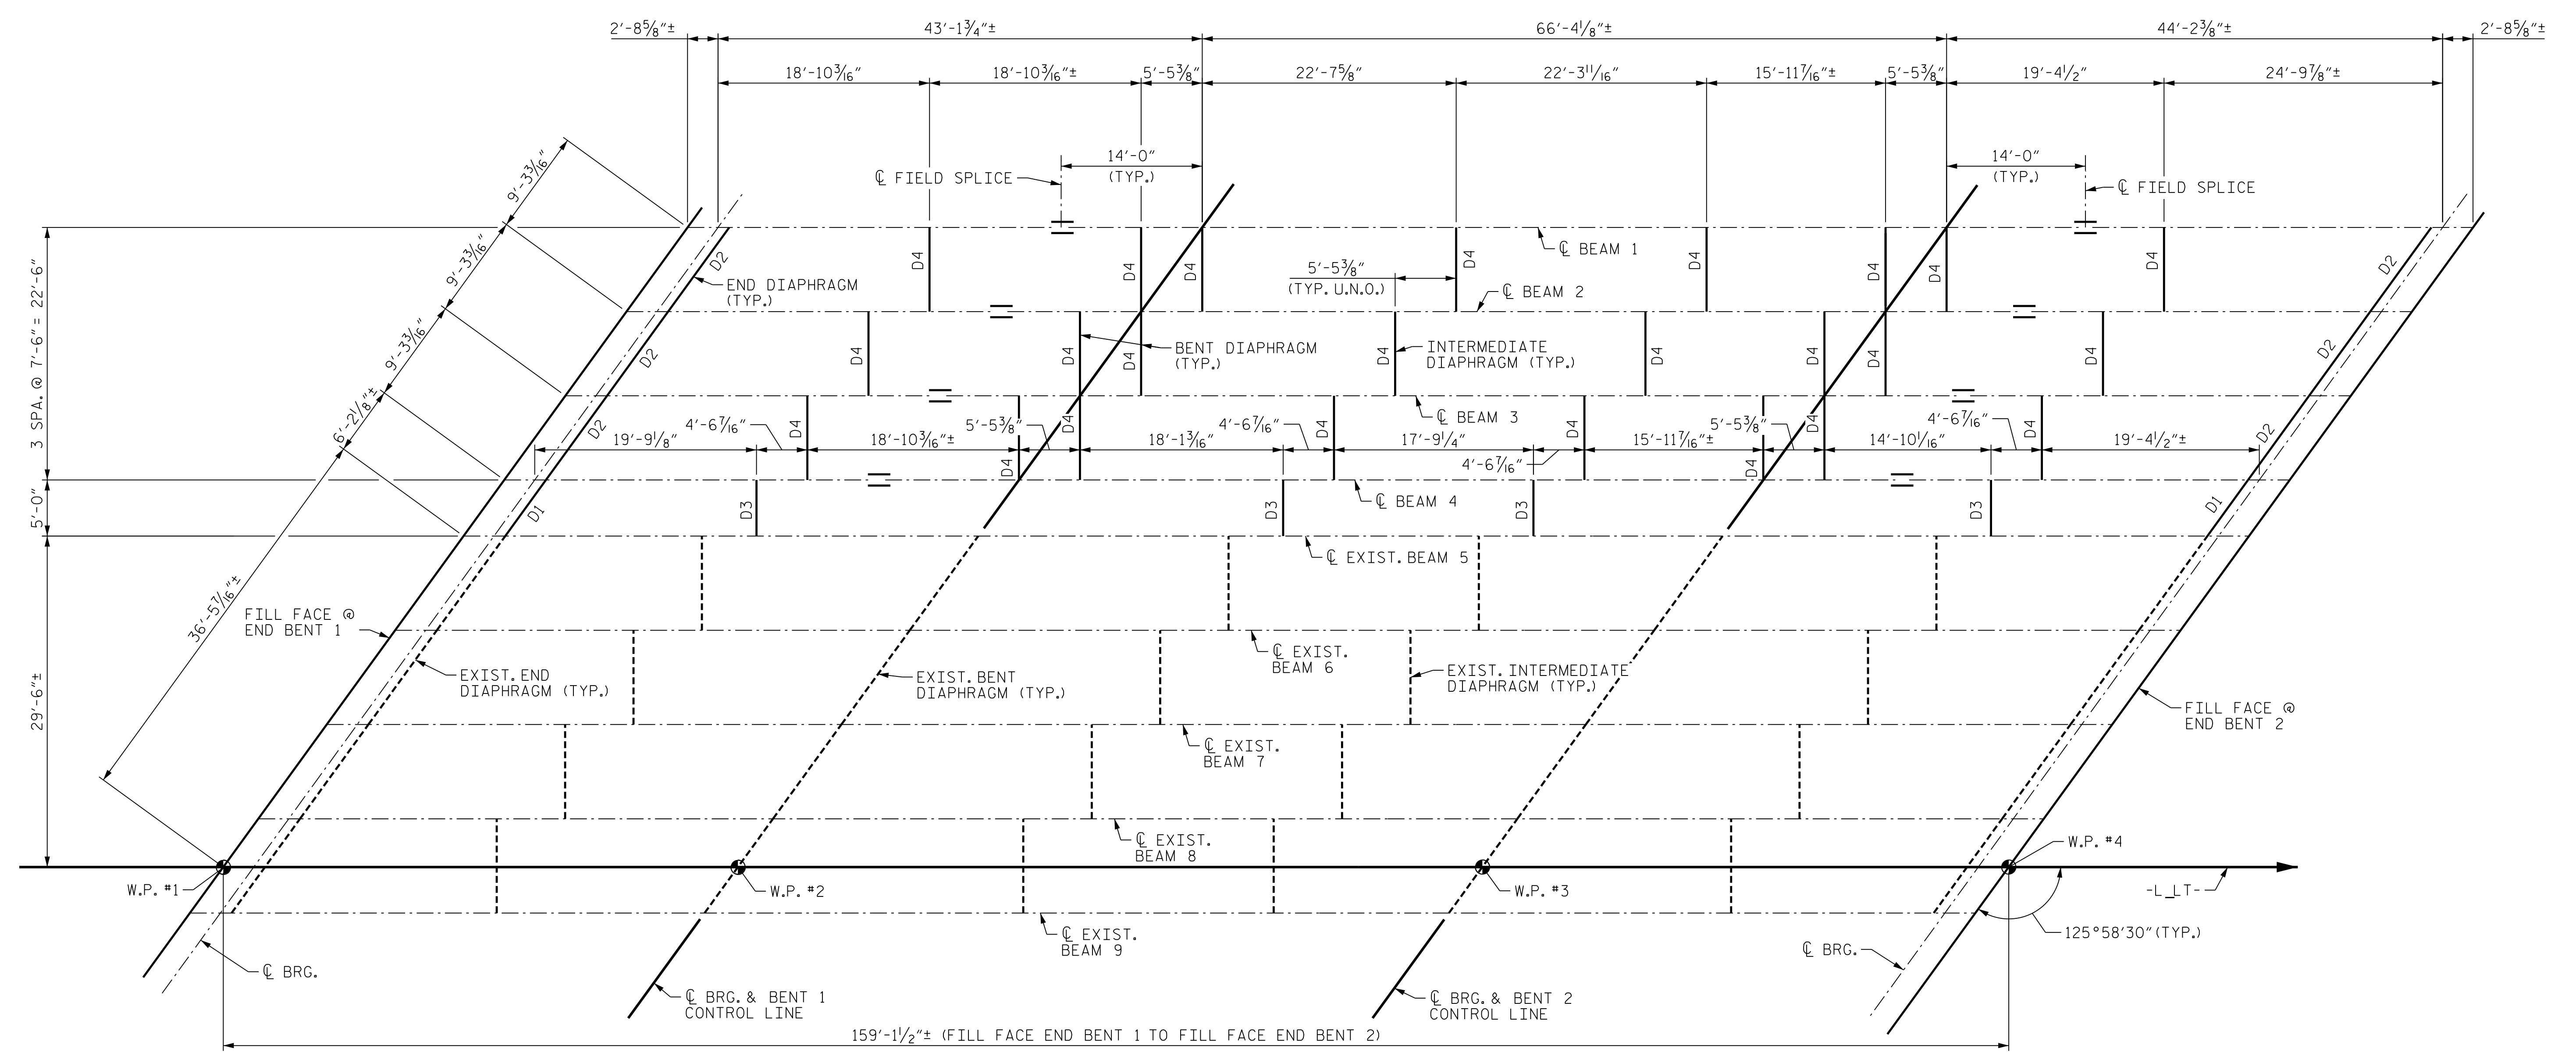 2'-8⅝"±
43'-1¾"±
66'-4⅛"±
44'-2⅜"±
2'-8⅝"±
18'-10³⁄₁₆"
18'-10³⁄₁₆"±
5'-5⅜"
22'-7⅝"
22'-3¹¹⁄₁₆"
15'-11⁷⁄₁₆"±
5'-5⅜"
19'-4½"
24'-9⅞"±
14'-0"
(TYP.)
℄ FIELD SPLICE
14'-0"
(TYP.)
℄ FIELD SPLICE
9'-3³⁄₁₆"
9'-3³⁄₁₆"
9'-3³⁄₁₆"
6'-2⅛"±
36'-5⁷⁄₁₆"±
3 SPA. @ 7'-6" = 22'-6"
5'-0"
29'-6"±
D2
D4
D4
D4
D4
D4
D4
D4
D4
D2
END DIAPHRAGM
(TYP.)
℄ BEAM 1
5'-5⅜"
(TYP. U.N.O.)
℄ BEAM 2
D2
D4
D4
D4
D4
D4
D4
D4
D4
D2
BENT DIAPHRAGM
(TYP.)
INTERMEDIATE
DIAPHRAGM (TYP.)
℄ BEAM 3
D2
D4
D4
D4
D4
D4
D4
D4
D4
D2
19'-9⅛"
4'-6⁷⁄₁₆"
18'-10³⁄₁₆"±
5'-5⅜"
18'-1³⁄₁₆"
4'-6⁷⁄₁₆"
17'-9¼"
4'-6⁷⁄₁₆"
15'-11⁷⁄₁₆"±
5'-5⅜"
14'-10¹⁄₁₆"
4'-6⁷⁄₁₆"
19'-4½"±
℄ BEAM 4
D1
D3
D3
D3
D3
D1
℄ EXIST. BEAM 5
FILL FACE @
END BENT 1
℄ EXIST.
BEAM 6
EXIST. END
DIAPHRAGM (TYP.)
EXIST. BENT
DIAPHRAGM (TYP.)
EXIST. INTERMEDIATE
DIAPHRAGM (TYP.)
FILL FACE @
END BENT 2
℄ EXIST.
BEAM 7
℄ EXIST.
BEAM 8
W.P. #1
W.P. #2
W.P. #3
W.P. #4
-L_LT-
125°58'30" (TYP.)
℄ EXIST.
BEAM 9
℄ BRG.
℄ BRG.
℄ BRG. & BENT 1
CONTROL LINE
℄ BRG. & BENT 2
CONTROL LINE
159'-1½"± (FILL FACE END BENT 1 TO FILL FACE END BENT 2)